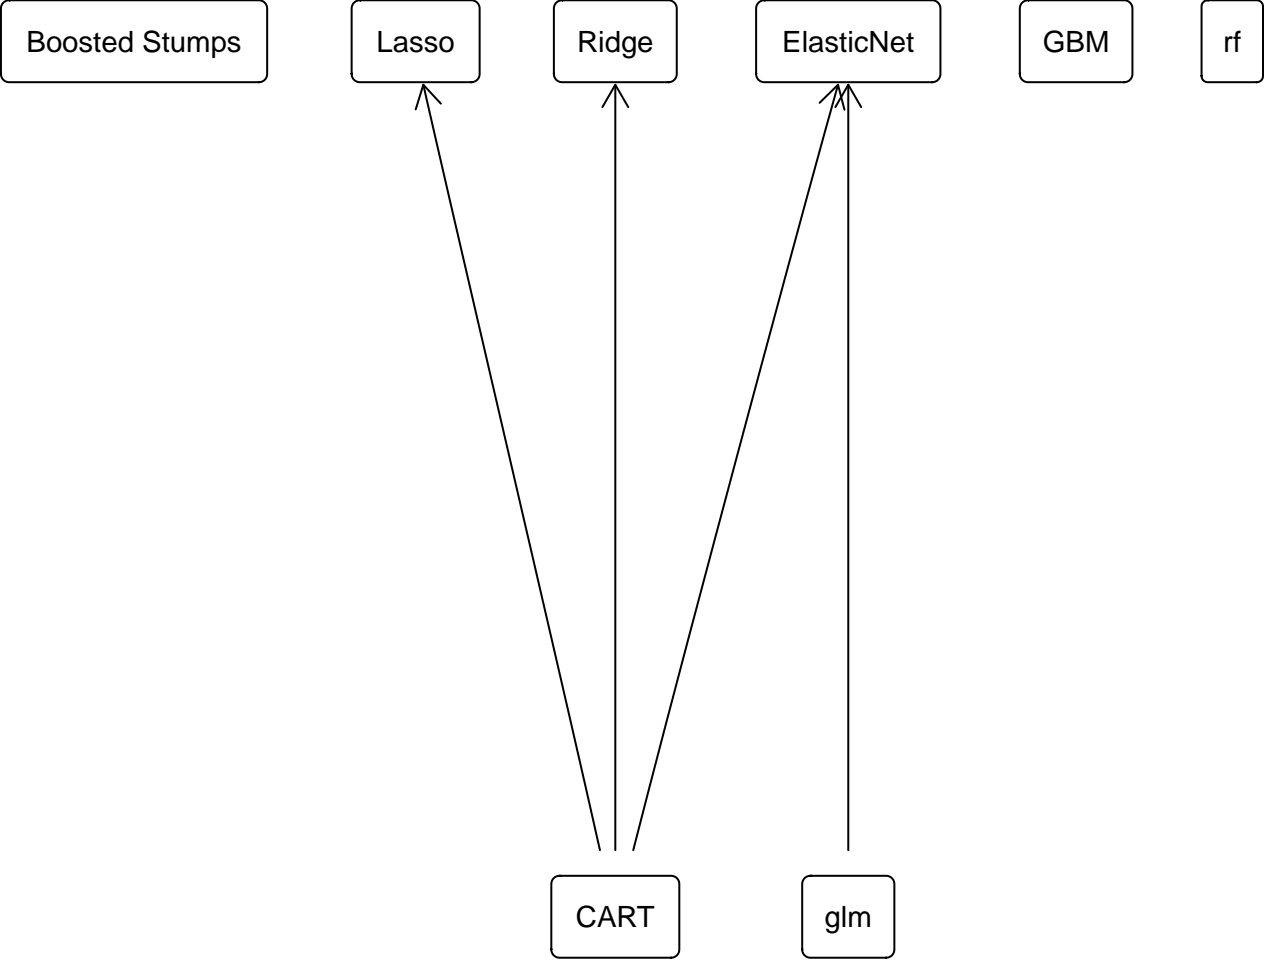 Boosted Stumps
Lasso
Ridge
ElasticNet
GBM
rf
CART
glm